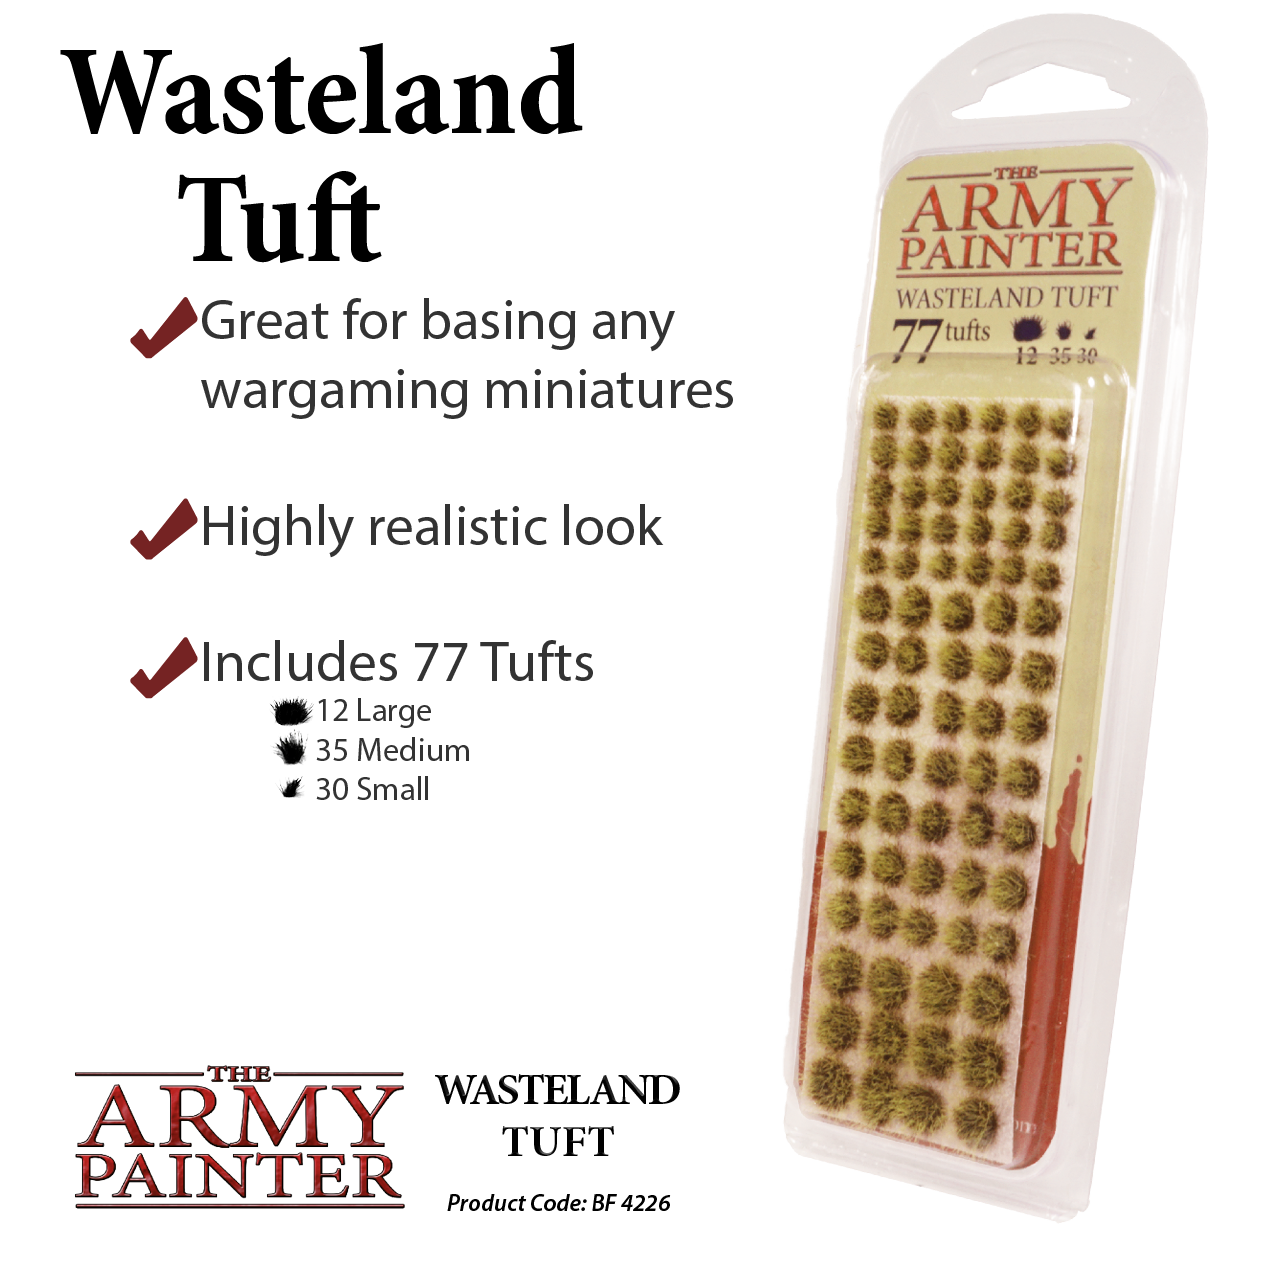 Wasteland
Tuft
Great for basing any
wargaming miniatures
Highly realistic look
Includes 77 Tufts
12 Large
35 Medium
30 Small
THE
ARMY
PAINTER
WASTELAND
TUFT
Product Code: BF 4226
THE
ARMY
PAINTER
WASTELAND TUFT
77 tufts
12 35 30